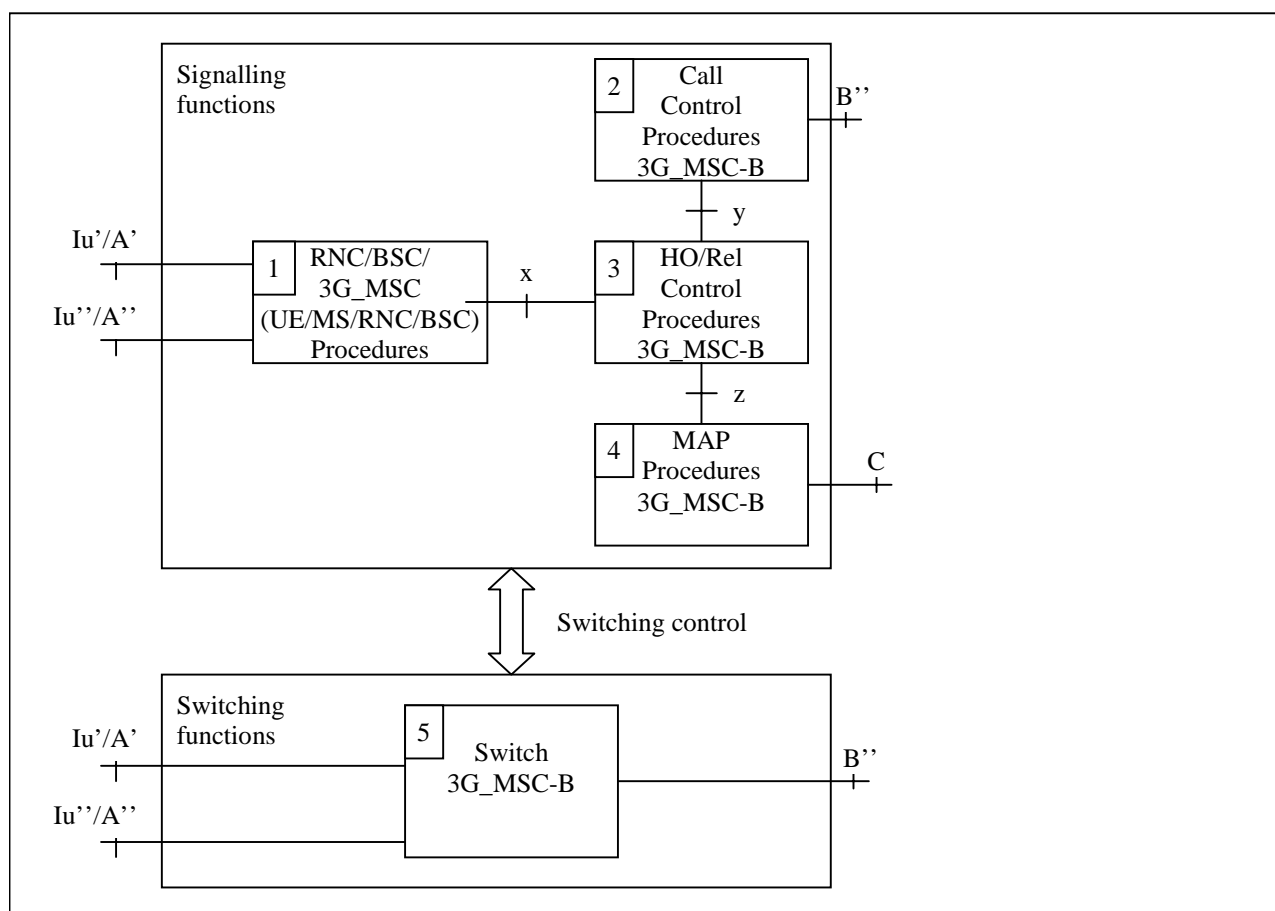 Signalling
functions
2
Call
Control
Procedures
3G_MSC-B
B’’
y
Iu’/A’
Iu’’/A’’
1
RNC/BSC/
3G_MSC
(UE/MS/RNC/BSC)
Procedures
x
3
HO/Rel
Control
Procedures
3G_MSC-B
z
4
MAP
Procedures
3G_MSC-B
C
Switching control
Switching
functions
5
Switch
3G_MSC-B
Iu’/A’
Iu’’/A’’
B’’